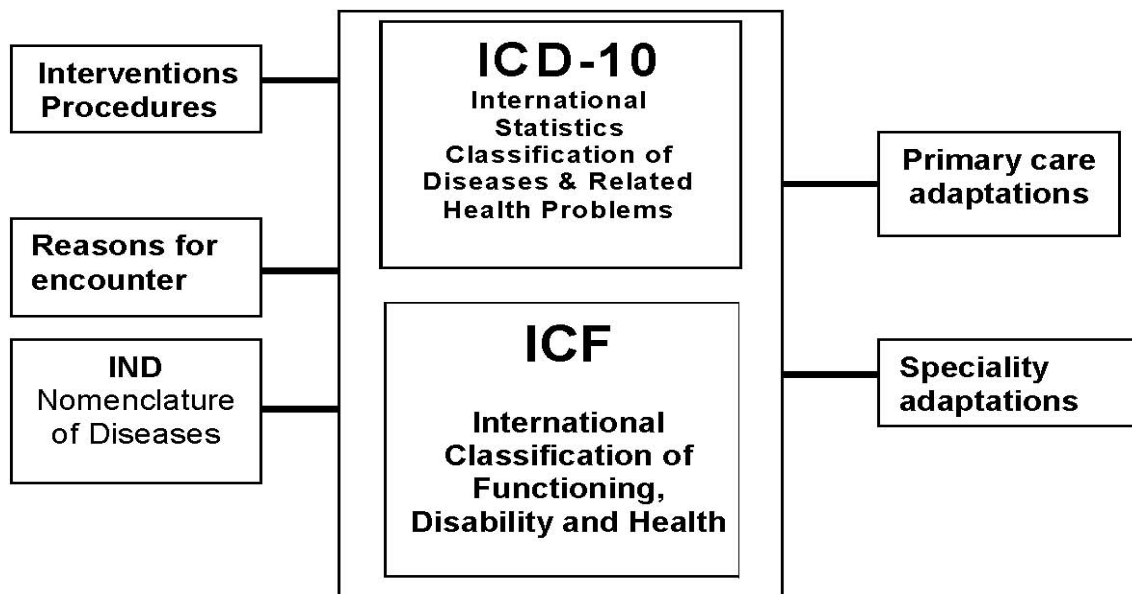 Interventions
Procedures
Reasons for
encounter
IND
Nomenclature
of Diseases
ICD-10
International
Statistics
Classification of
Diseases & Related
Health Problems
ICF
International
Classification of
Functioning,
Disability and Health
Primary care
adaptations
Speciality
adaptations